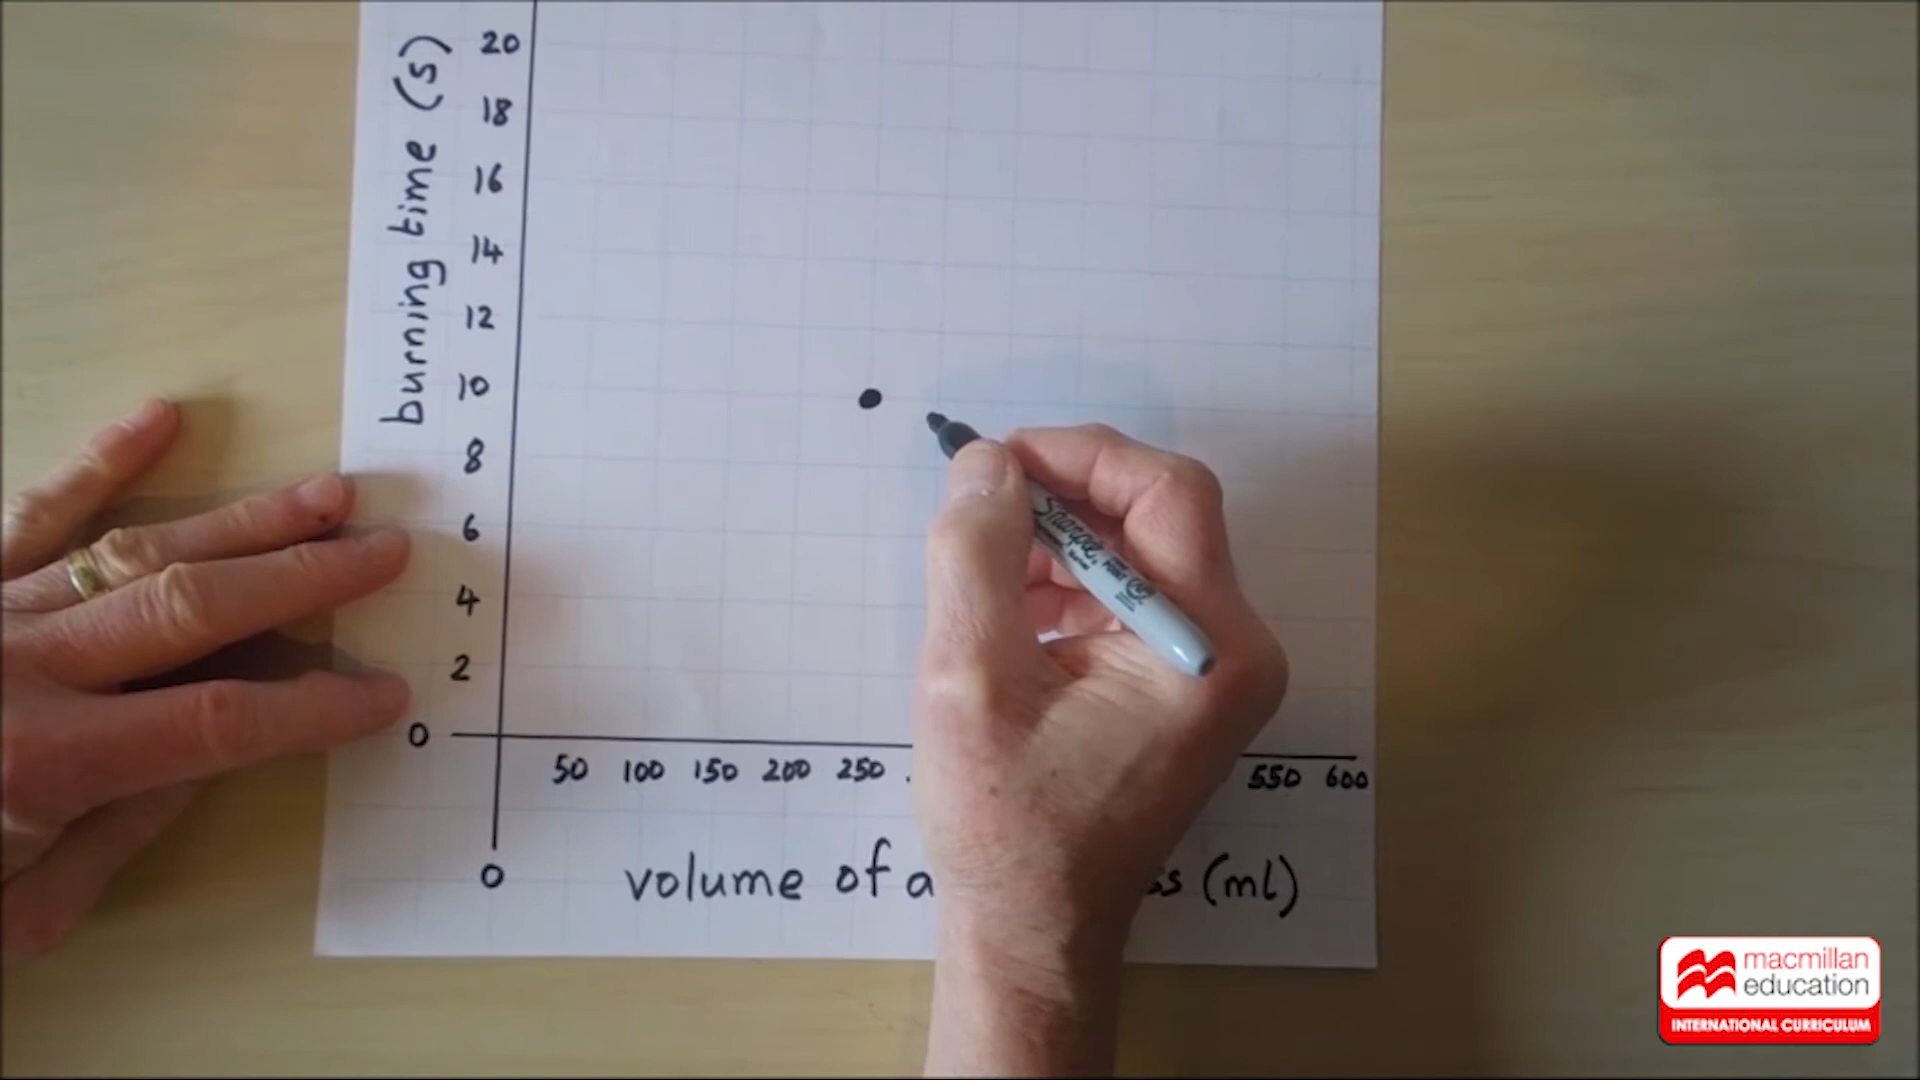 burning time (s)
20
18
16
14
12
10
8
6
4
2
0
50 100 150 200 250 550 600
0
volume of (ml)
Sharpie
macmillan
education
INTERNATIONAL CURRICULUM